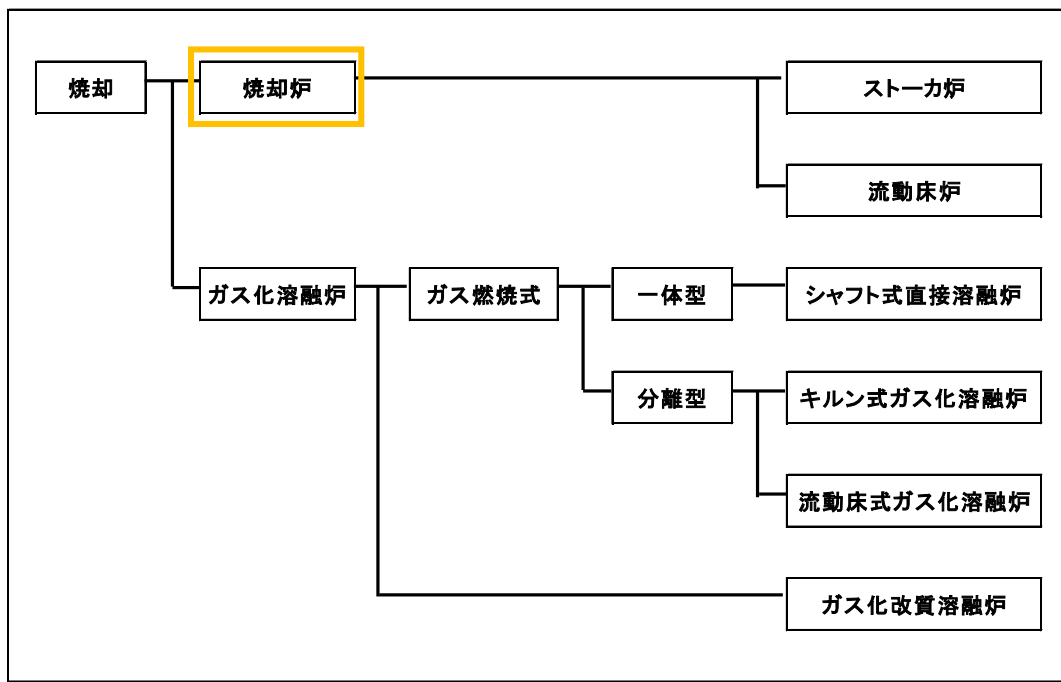 焼却
焼却炉
ストーカ炉
流動床炉
ガス化溶融炉
ガス燃焼式
一体型
シャフト式直接溶融炉
分離型
キルン式ガス化溶融炉
流動床式ガス化溶融炉
ガス化改質溶融炉